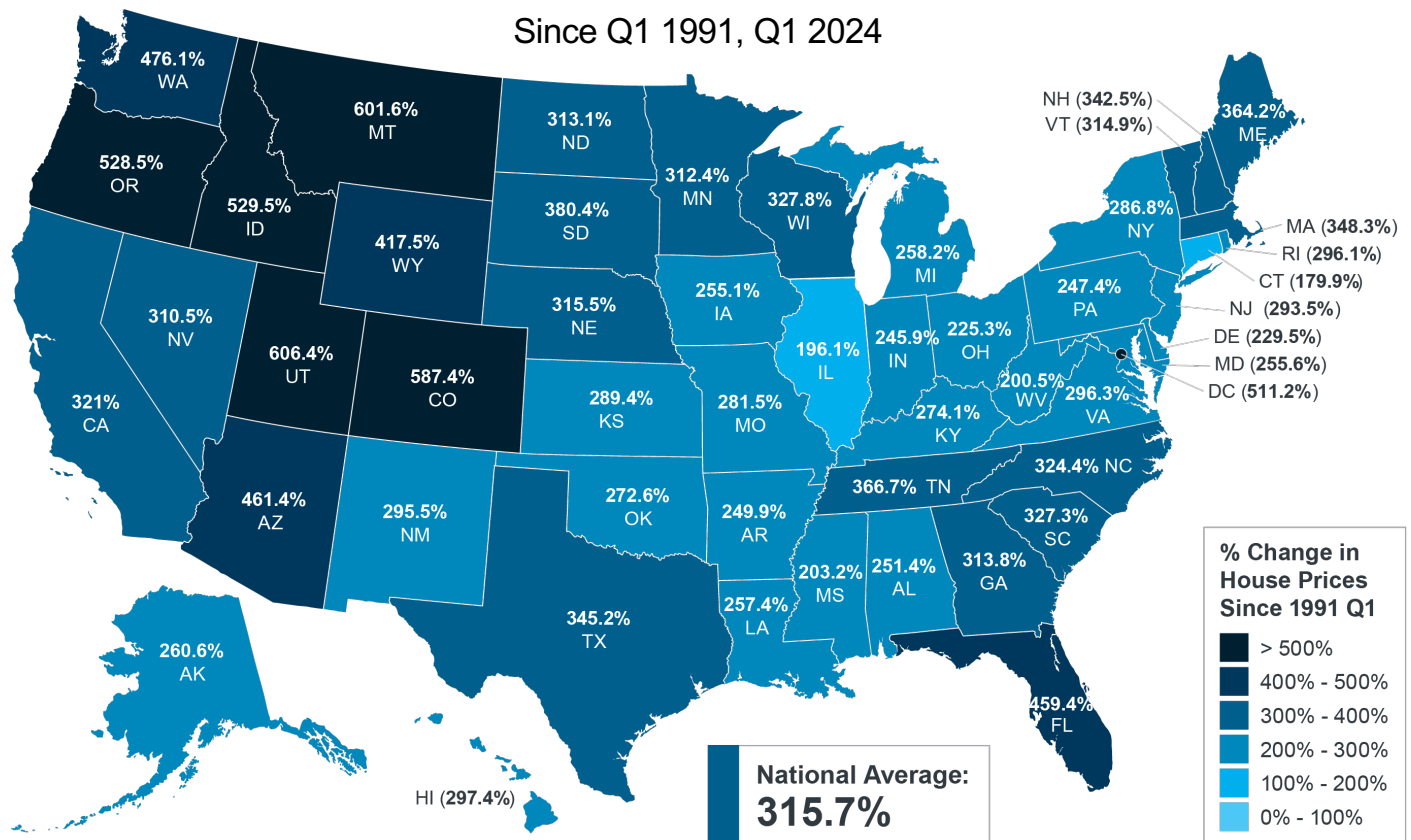 Since Q1 1991, Q1 2024
476.1%
WA
601.6%
MT
528.5%
OR
529.5%
ID
417.5%
WY
313.1%
ND
380.4%
SD
312.4%
MN
327.8%
WI
258.2%
MI
NH (342.5%)
VT (314.9%)
364.2%
ME
286.8%
NY
MA (348.3%)
RI (296.1%)
CT (179.9%)
NJ (293.5%)
DE (229.5%)
MD (255.6%)
DC (511.2%)
310.5%
NV
321%
CA
606.4%
UT
587.4%
CO
315.5%
NE
255.1%
IA
196.1%
IL
245.9%
IN
225.3%
OH
247.4%
PA
200.5%
WV
296.3%
VA
289.4%
KS
281.5%
MO
274.1%
KY
324.4% NC
366.7% TN
327.3%
SC
461.4%
AZ
295.5%
NM
272.6%
OK
249.9%
AR
203.2%
MS
251.4%
AL
313.8%
GA
257.4%
LA
345.2%
TX
459.4%
FL
260.6%
AK
HI (297.4%)
National Average:
315.7%
% Change in
House Prices
Since 1991 Q1
> 500%
400% - 500%
300% - 400%
200% - 300%
100% - 200%
0% - 100%